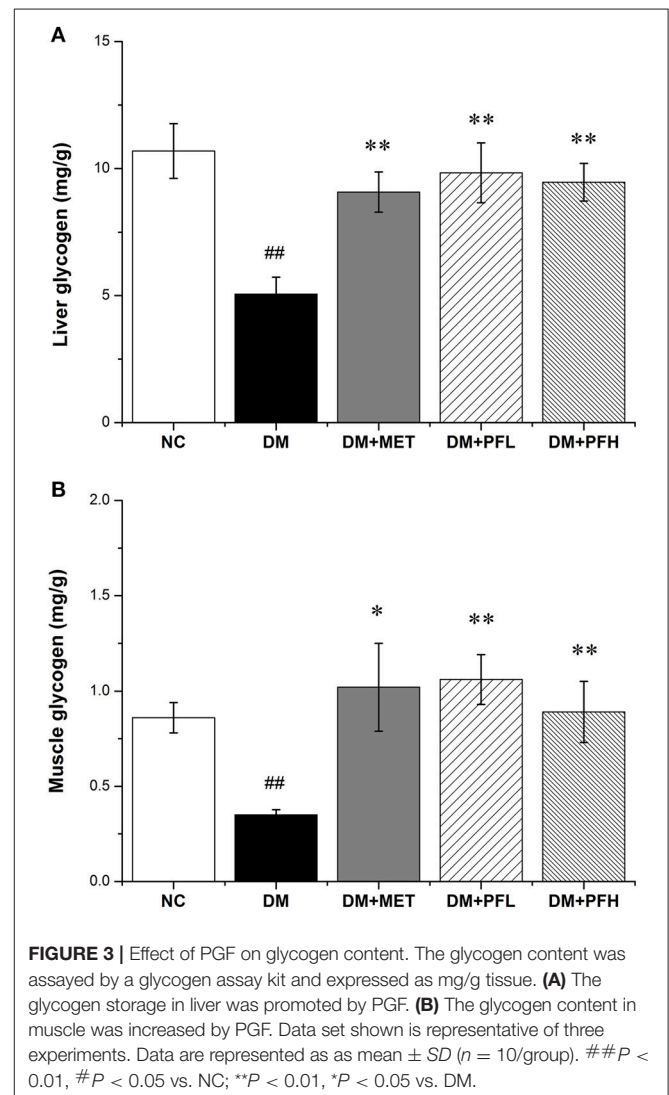 A
15
10
5
0
Liver glycogen (mg/g)
##
**
**
**
NC DM DM+MET DM+PFL DM+PFH
B
2.0
1.5
1.0
0.5
0.0
Muscle glycogen (mg/g)
##
*
**
**
NC DM DM+MET DM+PFL DM+PFH
FIGURE 3 | Effect of PGF on glycogen content. The glycogen content was
assayed by a glycogen assay kit and expressed as mg/g tissue. (A) The
glycogen storage in liver was promoted by PGF. (B) The glycogen content in
muscle was increased by PGF. Data set shown is representative of three
experiments. Data are represented as as mean ± SD (n = 10/group). ##P <
0.01, #P < 0.05 vs. NC; **P < 0.01, *P < 0.05 vs. DM.